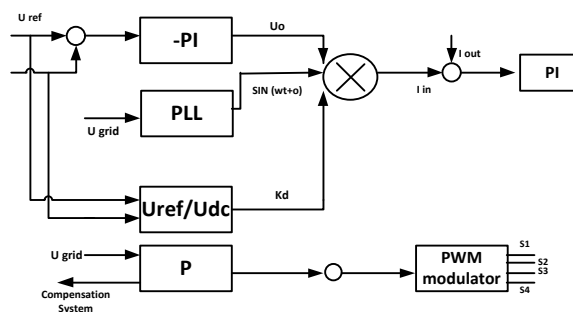 U ref
-PI
Uo
I out
PI
PLL
SIN (wt+o)
I in
U grid
Uref/Udc
Kd
U grid
P
PWM
modulator
S1
S2
S3
S4
Compensation
System